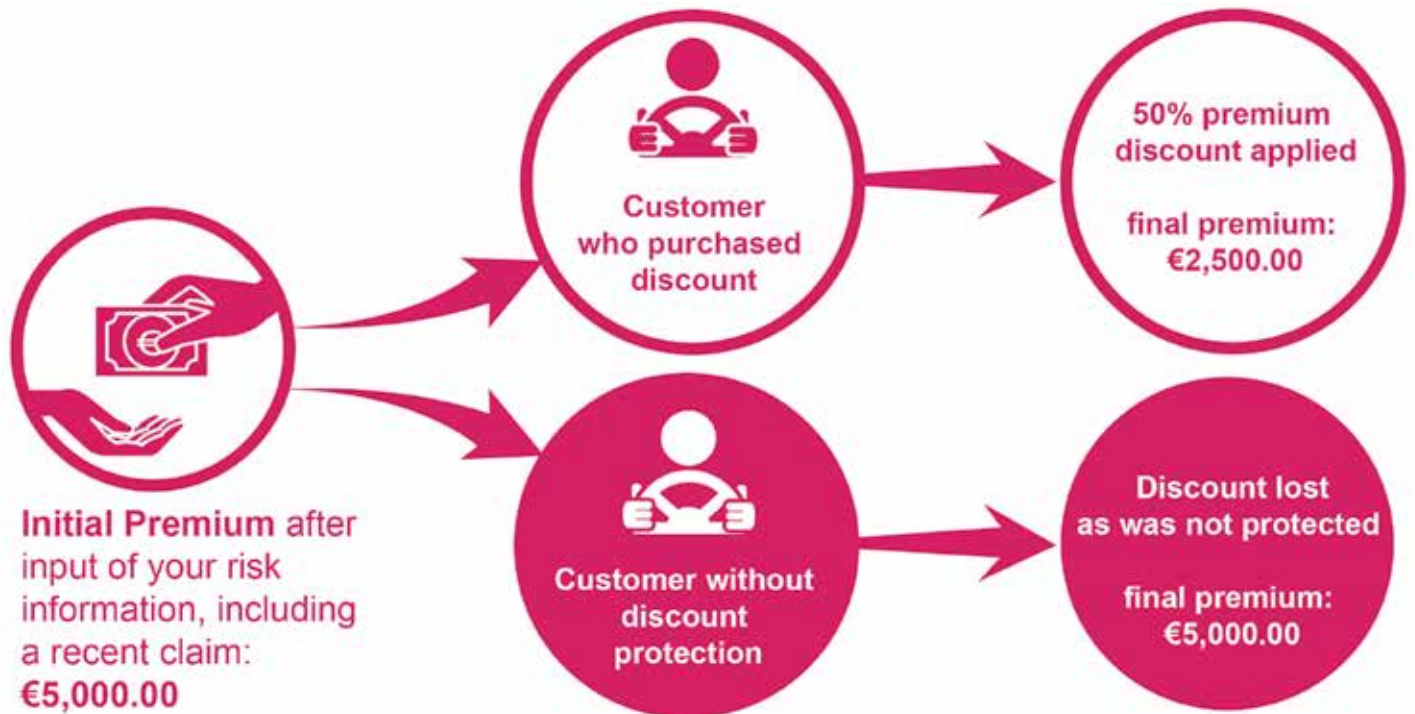 Initial Premium after
input of your risk
information, including
a recent claim:
€5,000.00
Customer
who purchased
discount
50% premium
discount applied
final premium:
€2,500.00
Customer without
discount
protection
Discount lost
as was not protected
final premium:
€5,000.00